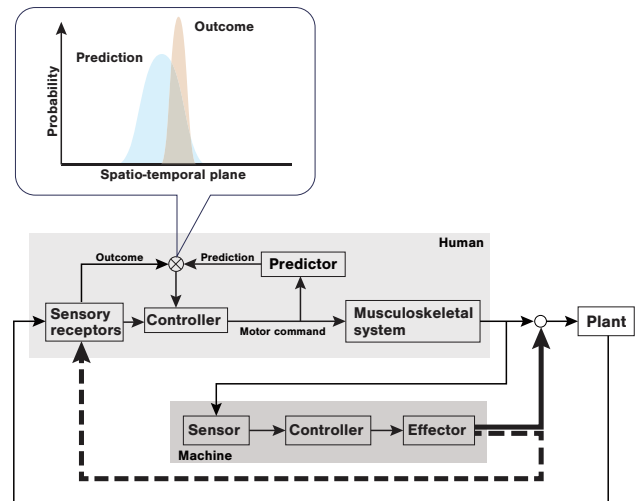 Outcome
Prediction
Probability
Spatio-temporal plane
Human
Outcome
Prediction
Predictor
Sensory
receptors
Controller
Motor command
Musculoskeletal
system
Plant
Sensor
Controller
Effector
Machine